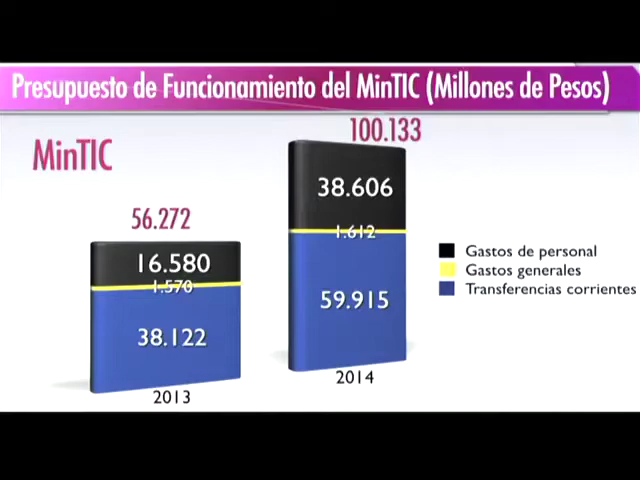 Presupuesto de Funcionamiento del MinTIC (Millones de Pesos)
MinTIC
56.272
16.580
1.570
38.122
2013
100.133
38.606
1.612
59.915
2014
Gastos de personal
Gastos generales
Transferencias corrientes